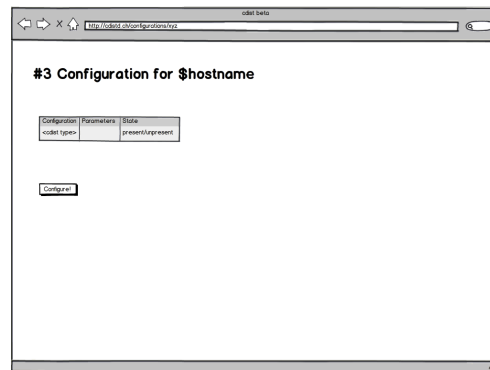 cdist beta
http://cdistd.ch/configurations/xyz
#3 Configuration for $hostname
Configuration Parameters State
<cdist type> present/unpresent
Configure!